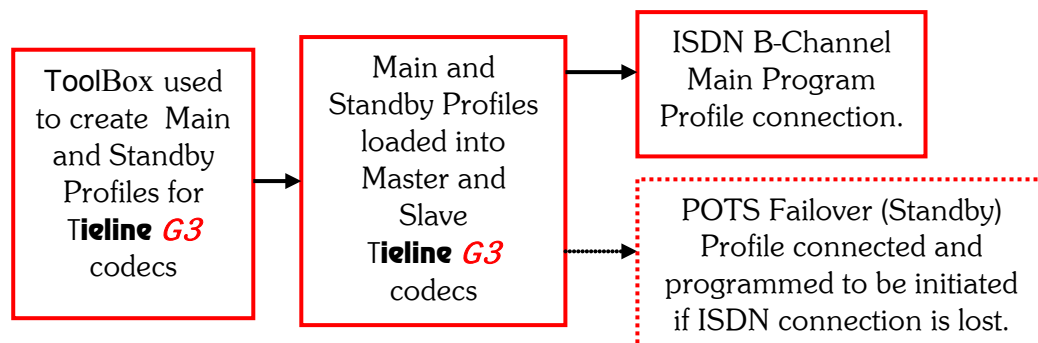 ToolBox used
to create Main
and Standby
Profiles for
Tieline G3
codecs
Main and
Standby Profiles
loaded into
Master and
Slave
Tieline G3
codecs
ISDN B-Channel
Main Program
Profile connection.
POTS Failover (Standby)
Profile connected and
programmed to be initiated
if ISDN connection is lost.